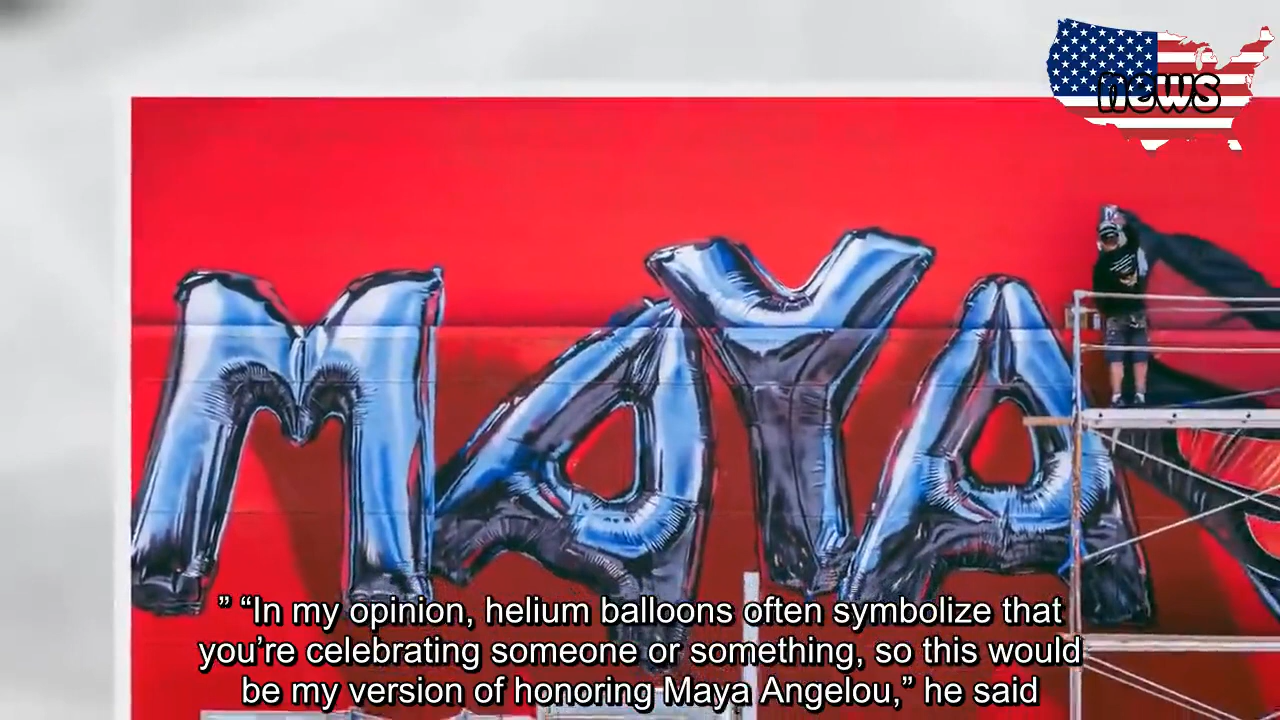 news
MAYA
” “In my opinion, helium balloons often symbolize that
you’re celebrating someone or something, so this would
be my version of honoring Maya Angelou,” he said